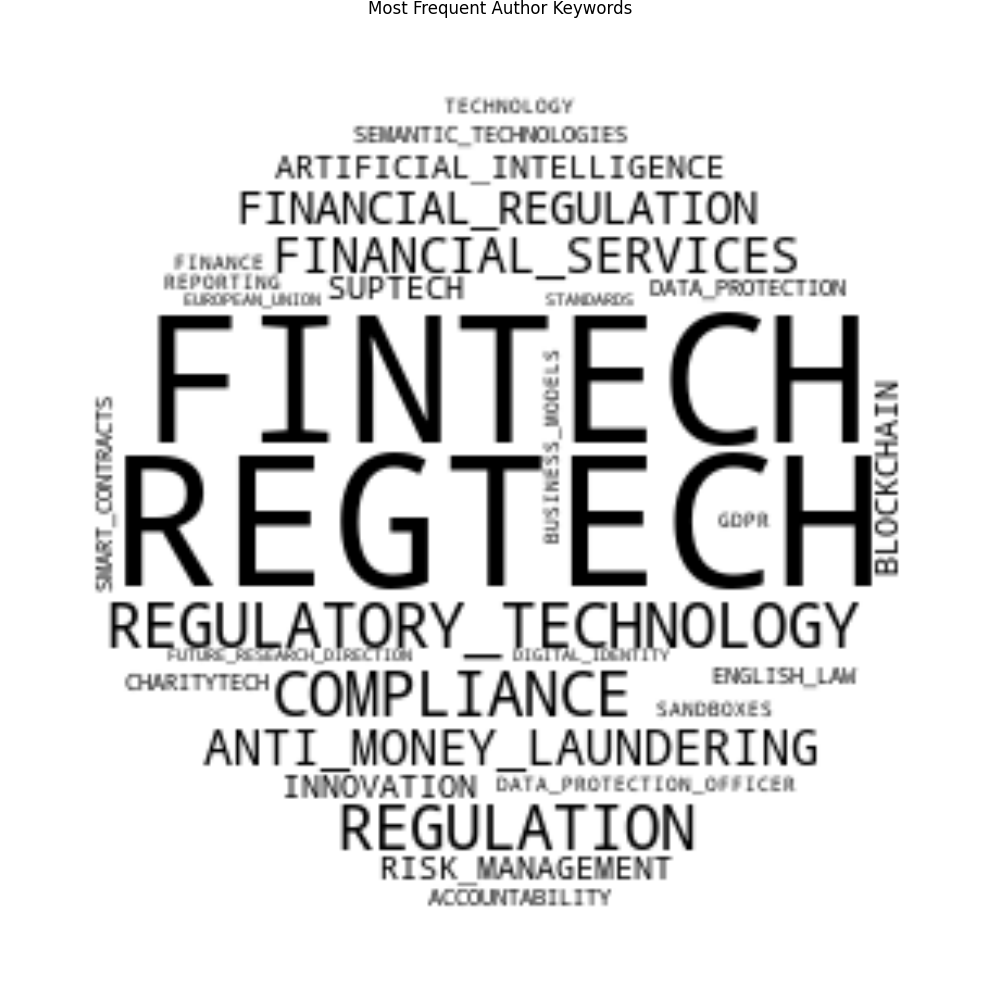 Most Frequent Author Keywords
TECHNOLOGY
SEMANTIC_TECHNOLOGIES
ARTIFICIAL_INTELLIGENCE
FINANCIAL_REGULATION
FINANCIAL_SERVICES
FINANCE
REPORTING
SUPTECH
DATA_PROTECTION
EUROPEAN_UNION
STANDARDS
FINTECH
BUSINESS_MODELS
SMART_CONTRACTS
BLOCKCHAIN
REGTECH
GDPR
REGULATORY_TECHNOLOGY
FUTURE_RESEARCH_DIRECTION
DIGITAL_IDENTITY
CHARITYTECH
COMPLIANCE
ENGLISH_LAW
SANDBOXES
ANTI_MONEY_LAUNDERING
INNOVATION
DATA_PROTECTION_OFFICER
REGULATION
RISK_MANAGEMENT
ACCOUNTABILITY